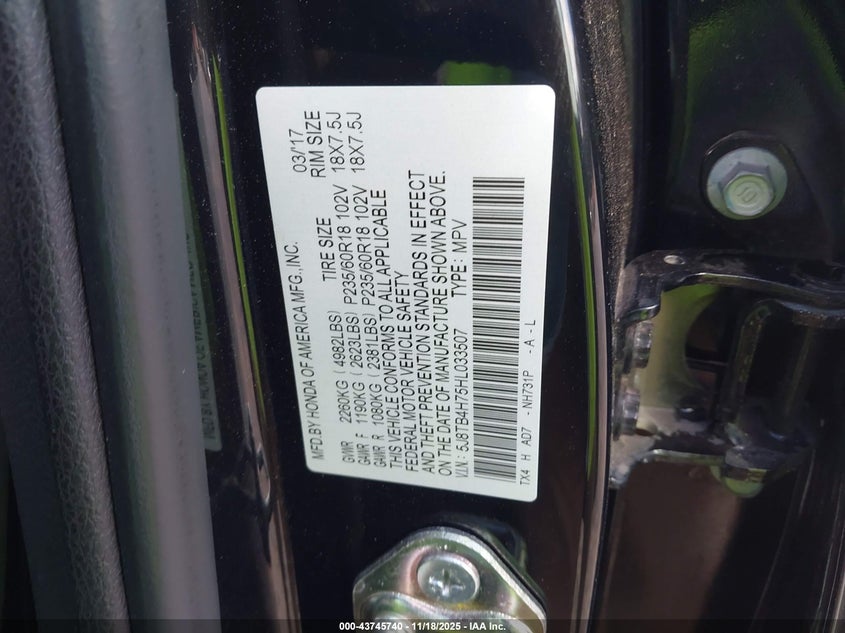 MFD.BY HONDA OF AMERICA MFG.,INC. 03/'17
TIRE SIZE RIM SIZE
GVWR 2260KG ( 4982LBS)
GAWR F 1190KG ( 2623LBS) P235/60R18 102V 18X7.5J
GAWR R 1080KG ( 2381LBS) P235/60R18 102V 18X7.5J
THIS VEHICLE CONFORMS TO ALL APPLICABLE
FEDERAL MOTOR VEHICLE SAFETY
AND THEFT PREVENTION STANDARDS IN EFFECT
ON THE DATE OF MANUFACTURE SHOWN ABOVE.
V.I.N.: 5J8TB4H75HL033507 TYPE: MPV
TX4 H AD7 NH731P - A - L
000-43745740 - 11/18/2025 - IAA Inc.